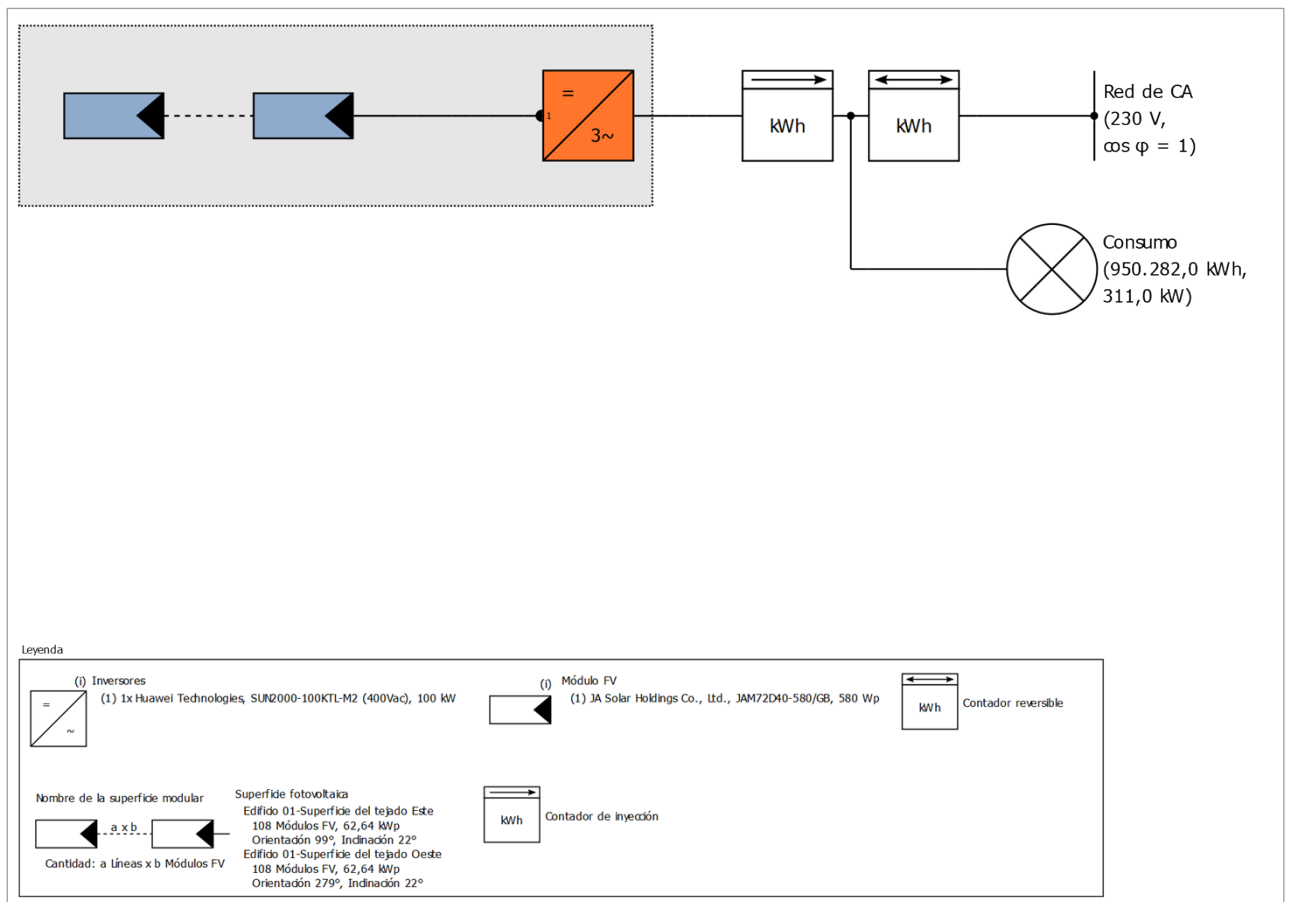 =
1
3~
kWh
kWh
Red de CA
(230 V,
cos φ = 1)
Consumo
(950.282,0 kWh,
311,0 kW)
Leyenda
(i) Inversores
(1) 1x Huawei Technologies, SUN2000-100KTL-M2 (400Vac), 100 kW
=
~
(i) Módulo FV
(1) JA Solar Holdings Co., Ltd., JAM72D40-580/GB, 580 Wp
kWh
Contador reversible
Nombre de la superficie modular
a x b
Cantidad: a Líneas x b Módulos FV
Superficie fotovoltaica
Edificio 01-Superficie del tejado Este
108 Módulos FV, 62,64 kWp
Orientación 99°, Inclinación 22°
Edificio 01-Superficie del tejado Oeste
108 Módulos FV, 62,64 kWp
Orientación 279°, Inclinación 22°
kWh
Contador de inyección